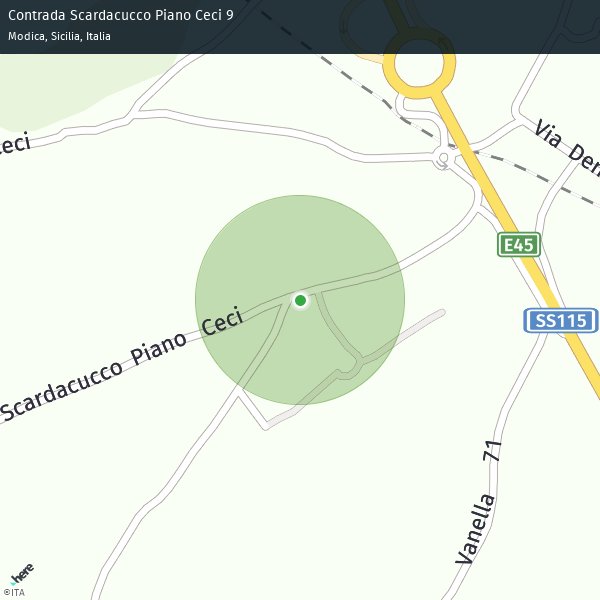 Contrada Scardacucco Piano Ceci 9
Modica, Sicilia, Italia
Ceci
Via Den
E45
SS115
Scardacucco Piano Ceci
Vanella 71
here
©ITA